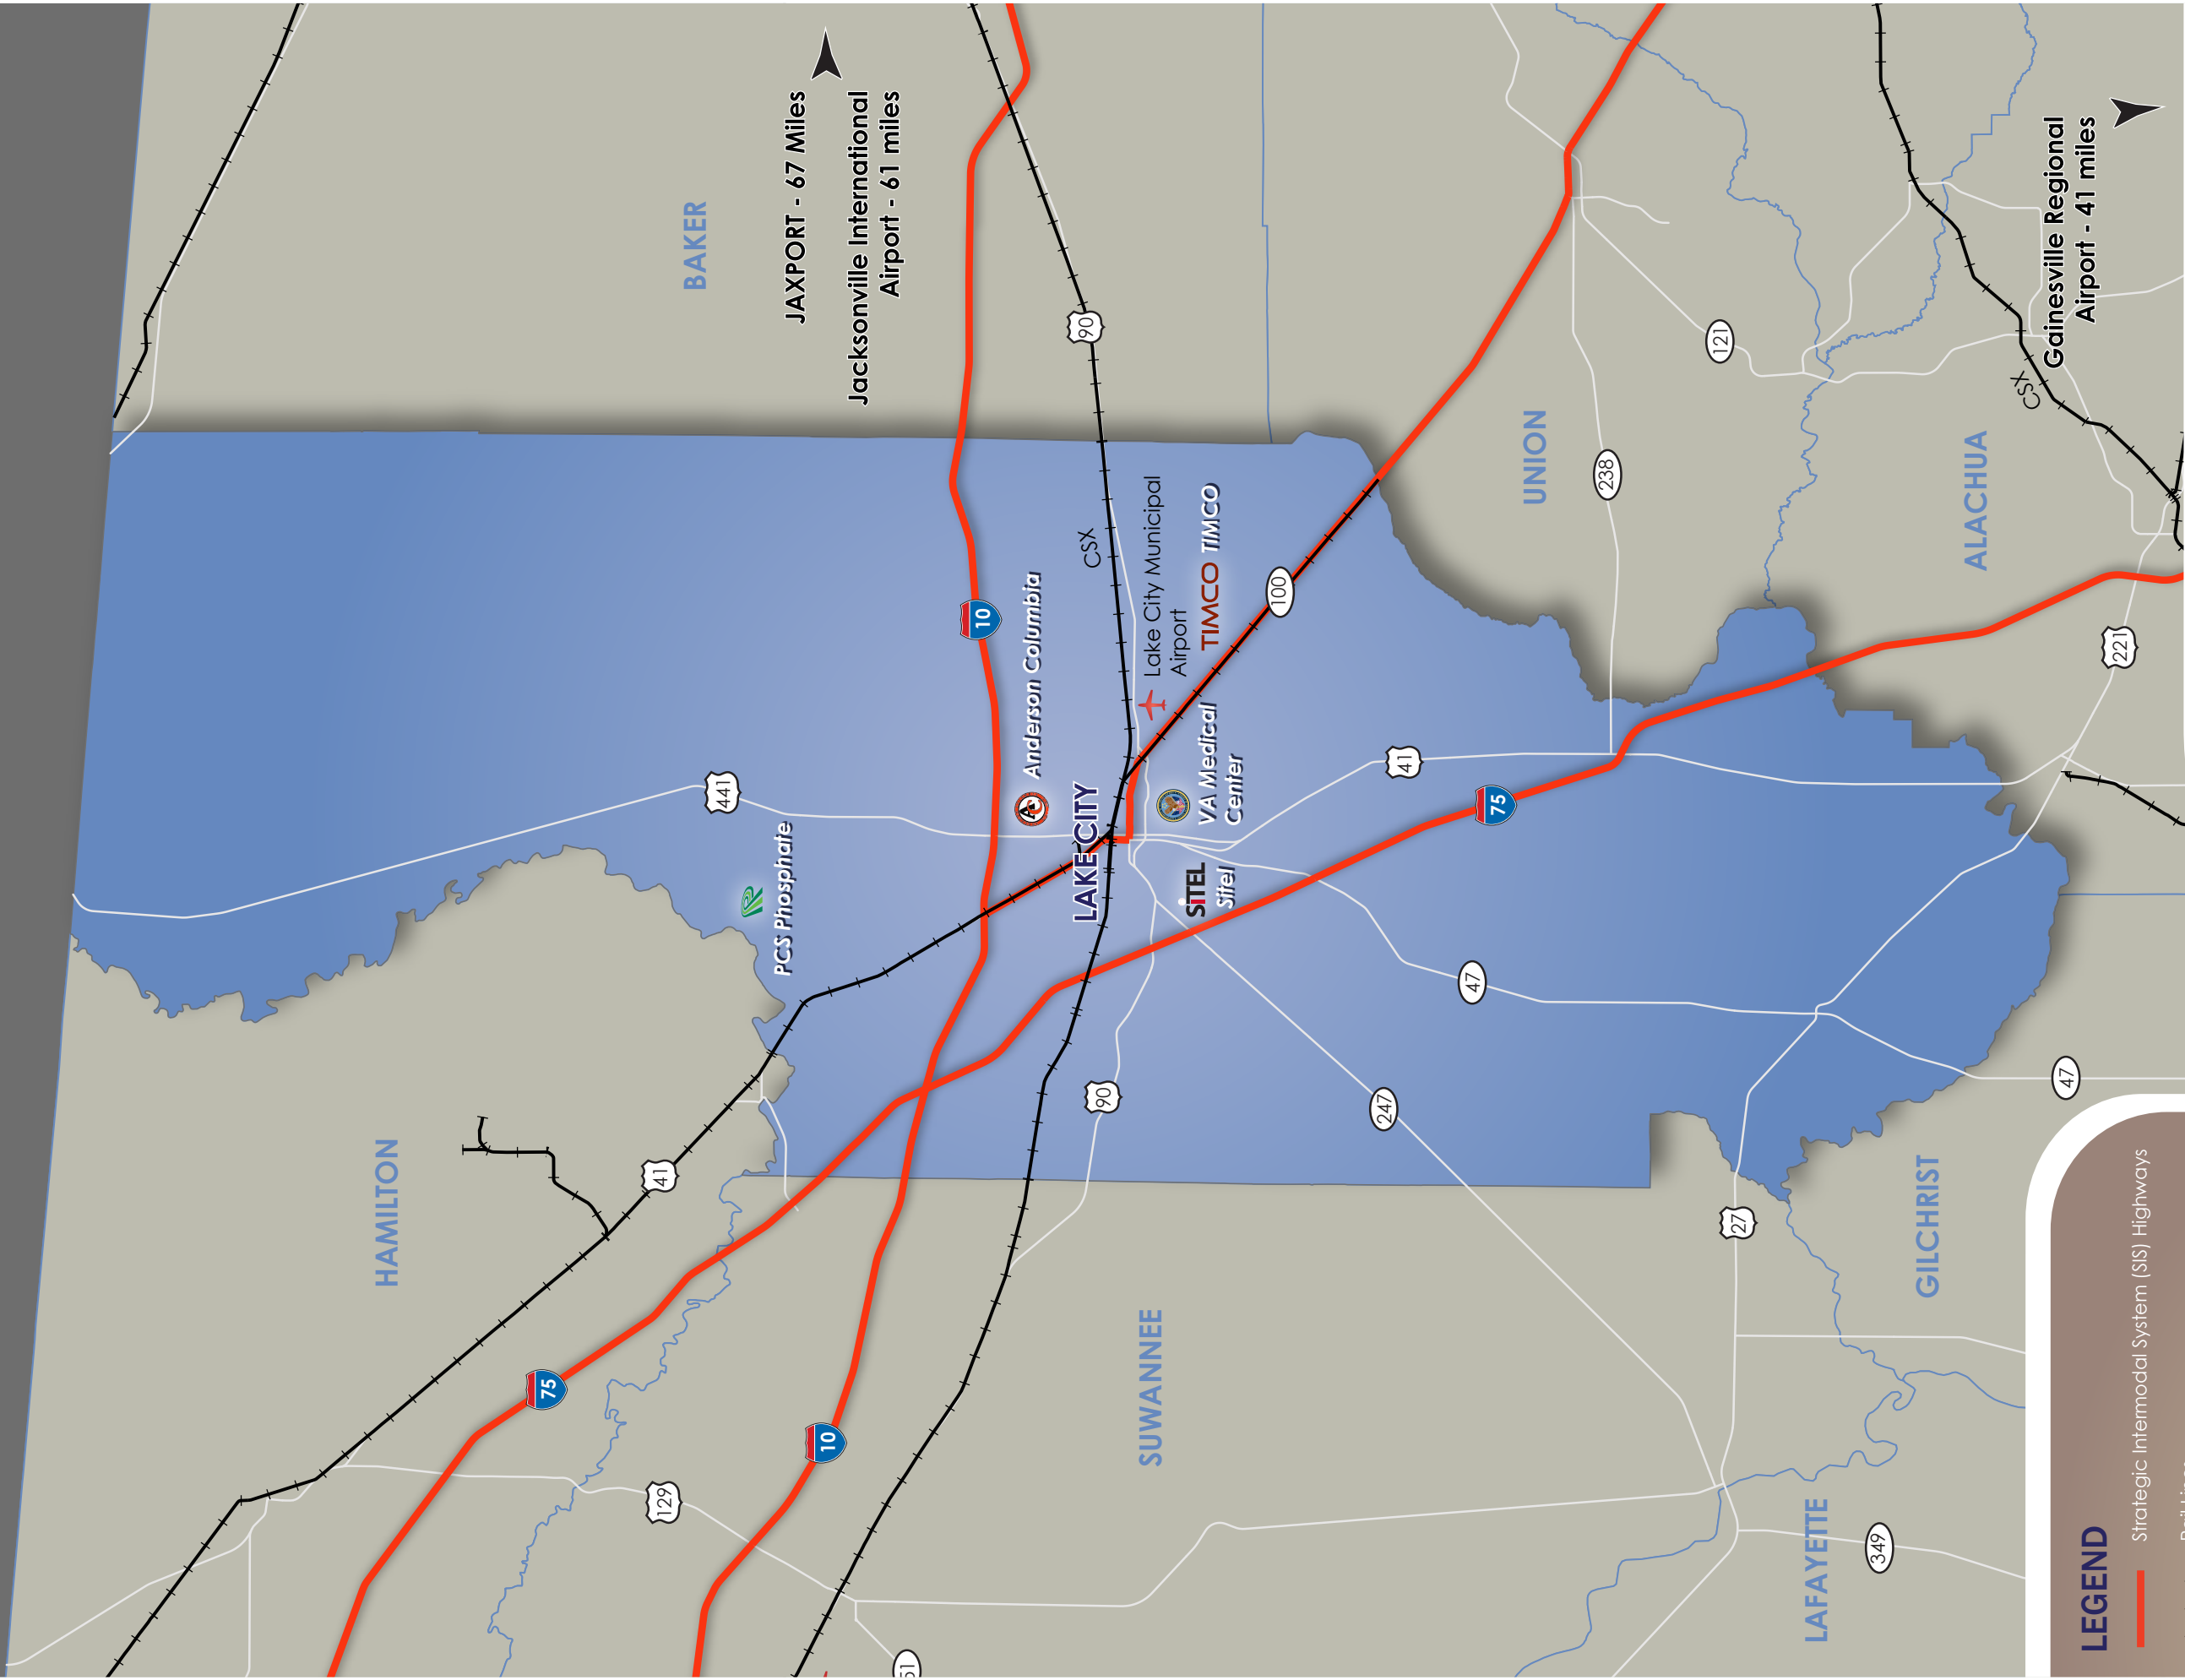 BAKER
JAXPORT - 67 Miles
Jacksonville International
Airport - 61 miles
90
121
Gainesville Regional
Airport - 41 miles
CSX
UNION
238
ALACHUA
441
10
CSX
Anderson Columbia
AC
Lake City Municipal
Airport
TIMCO TIMCO
100
221
PCS Phosphate
LAKE CITY
VA Medical
Center
41
75
SITEL
Sitel
47
HAMILTON
41
90
247
47
27
GILCHRIST
75
10
SUWANNEE
129
LAFAYETTE
349
LEGEND
Strategic Intermodal System (SIS) Highways